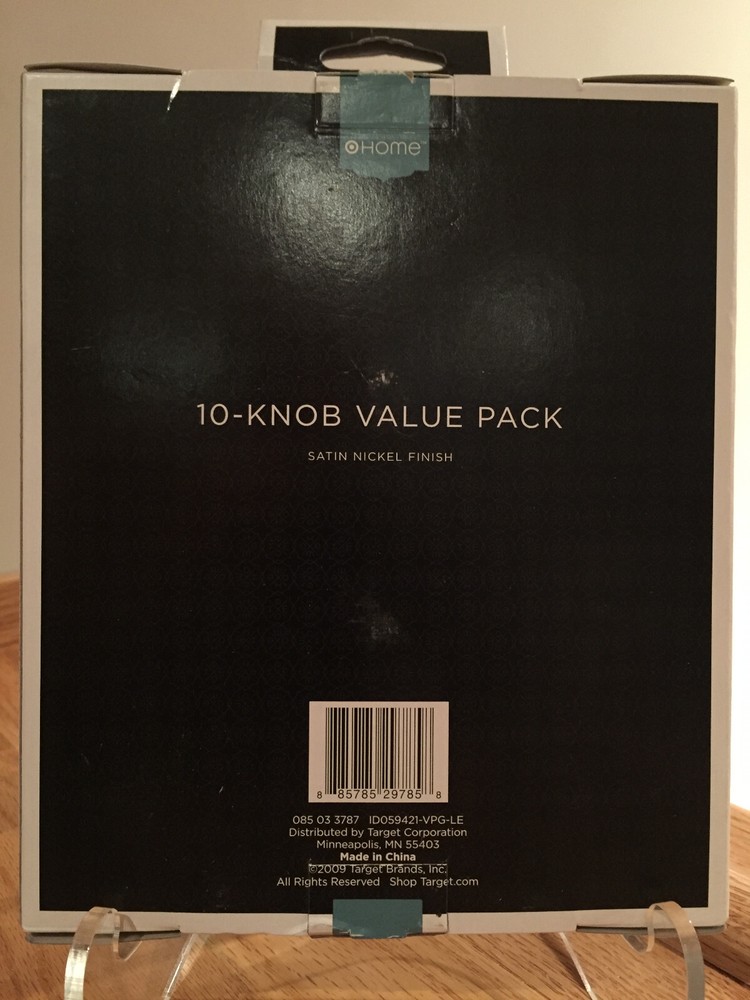 HOME™
10-KNOB VALUE PACK
SATIN NICKEL FINISH
8 85785 29785 8
085 03 3787 ID059421-VPG-LE
Distributed by Target Corporation
Minneapolis, MN 55403
Made in China
©2009 Target Brands, Inc.
All Rights Reserved Shop Target.com